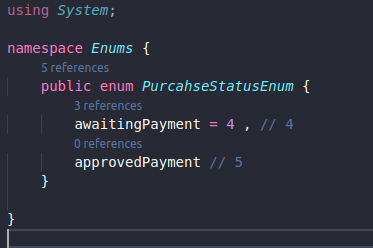 using System;
namespace Enums {
5 references
public enum PurcahseStatusEnum {
3 references
awaitingPayment = 4 , // 4
0 references
approvedPayment // 5
}
}